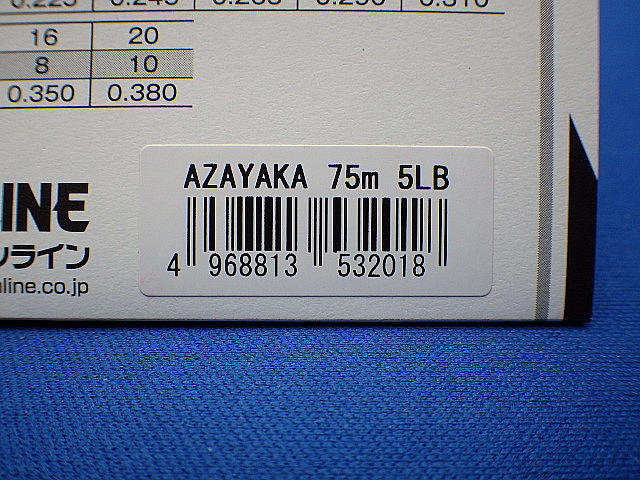 16 20
8 10
0.350 0.380
AZAYAKA 75m 5LB
4 968813 532018
LINE
ライン
line.co.jp